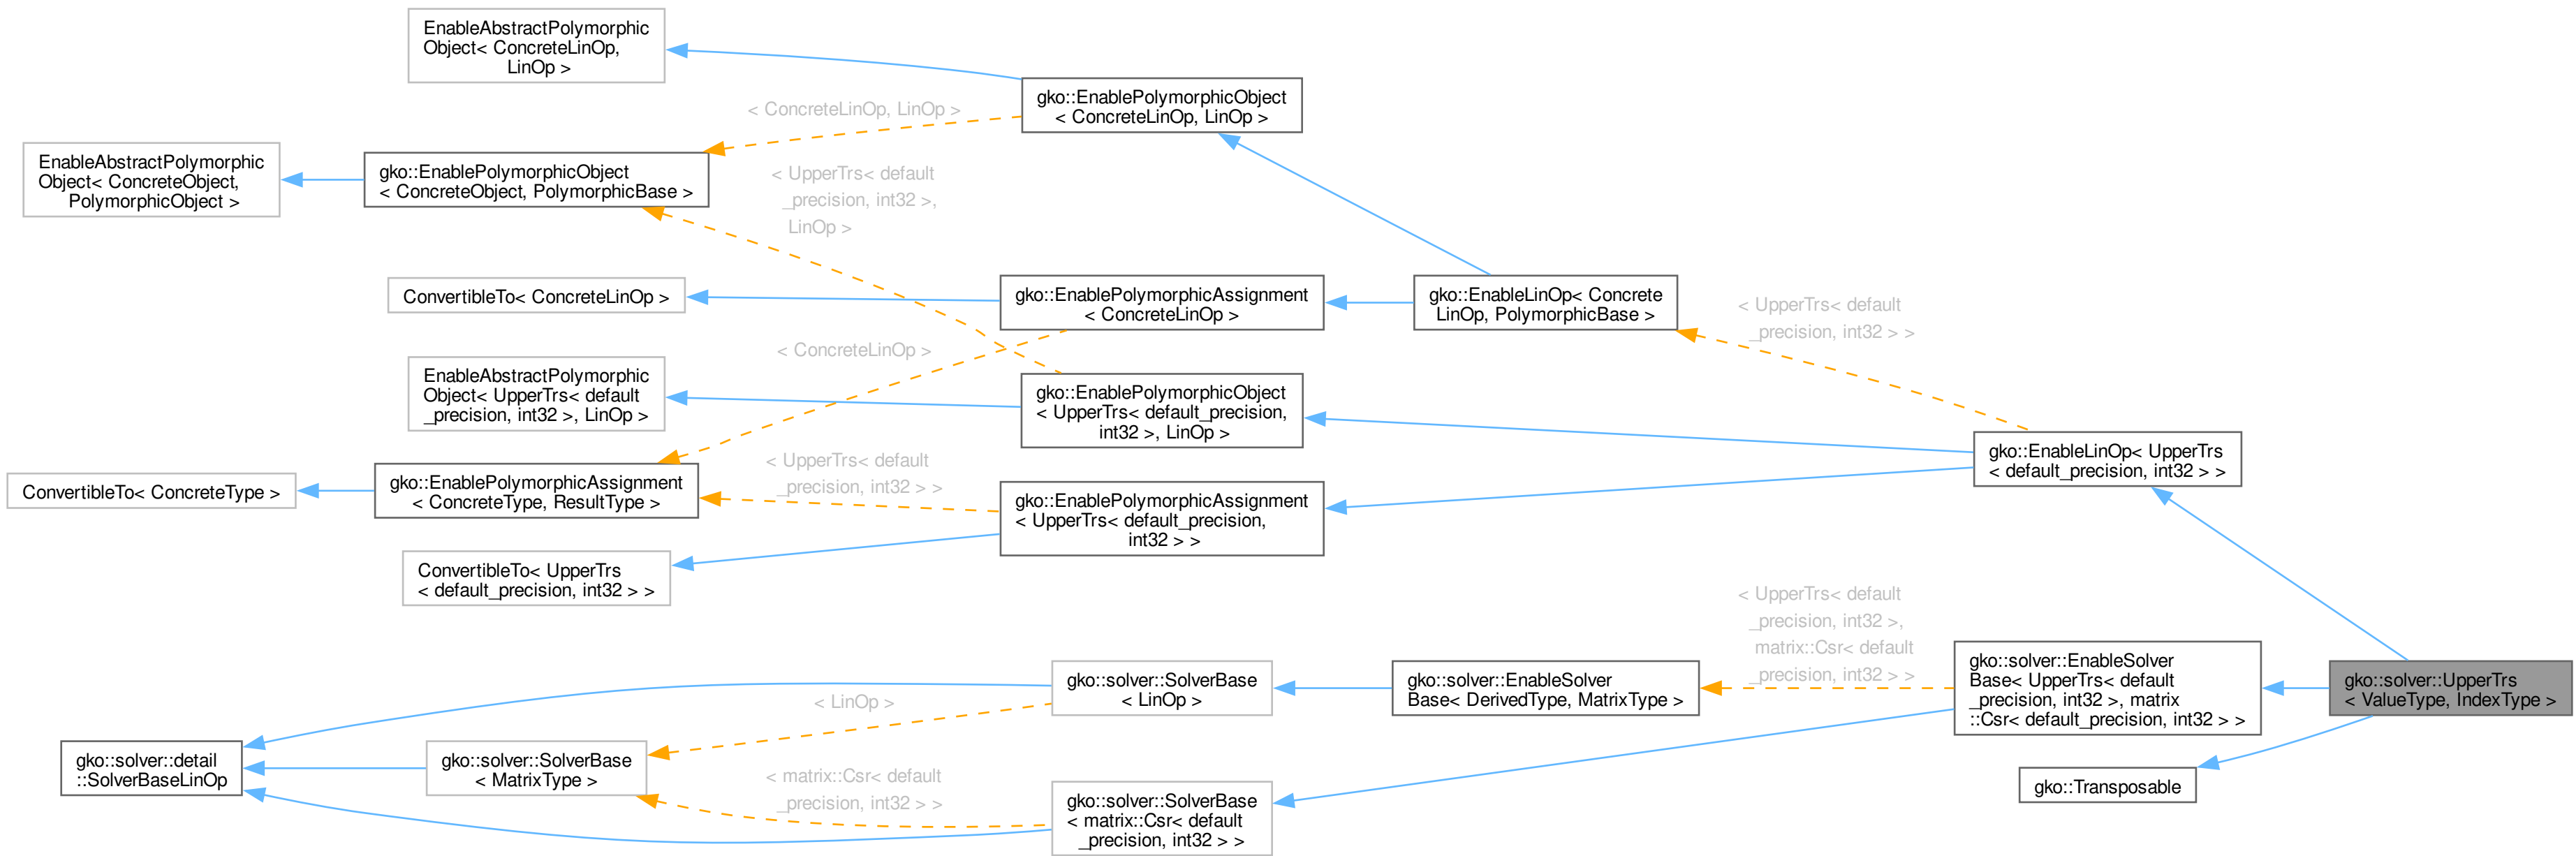 EnableAbstractPolymorphic
Object< ConcreteLinOp,
LinOp >
gko::EnablePolymorphicObject
< ConcreteLinOp, LinOp >
< ConcreteLinOp, LinOp >
EnableAbstractPolymorphic
Object< ConcreteObject,
PolymorphicObject >
gko::EnablePolymorphicObject
< ConcreteObject, PolymorphicBase >
< UpperTrs< default
_precision, int32 >,
LinOp >
ConvertibleTo< ConcreteLinOp >
gko::EnablePolymorphicAssignment
< ConcreteLinOp >
gko::EnableLinOp< Concrete
LinOp, PolymorphicBase >
< UpperTrs< default
_precision, int32 > >
< ConcreteLinOp >
EnableAbstractPolymorphic
Object< UpperTrs< default
_precision, int32 >, LinOp >
gko::EnablePolymorphicObject
< UpperTrs< default_precision,
int32 >, LinOp >
gko::EnableLinOp< UpperTrs
< default_precision, int32 > >
ConvertibleTo< ConcreteType >
gko::EnablePolymorphicAssignment
< ConcreteType, ResultType >
< UpperTrs< default
_precision, int32 > >
gko::EnablePolymorphicAssignment
< UpperTrs< default_precision,
int32 > >
ConvertibleTo< UpperTrs
< default_precision, int32 > >
< UpperTrs< default
_precision, int32 >,
matrix::Csr< default
_precision, int32 > >
gko::solver::SolverBase
< LinOp >
gko::solver::EnableSolver
Base< DerivedType, MatrixType >
gko::solver::EnableSolver
Base< UpperTrs< default
_precision, int32 >, matrix
::Csr< default_precision, int32 > >
gko::solver::UpperTrs
< ValueType, IndexType >
< LinOp >
gko::solver::detail
::SolverBaseLinOp
gko::solver::SolverBase
< MatrixType >
< matrix::Csr< default
_precision, int32 > >
gko::solver::SolverBase
< matrix::Csr< default
_precision, int32 > >
gko::Transposable